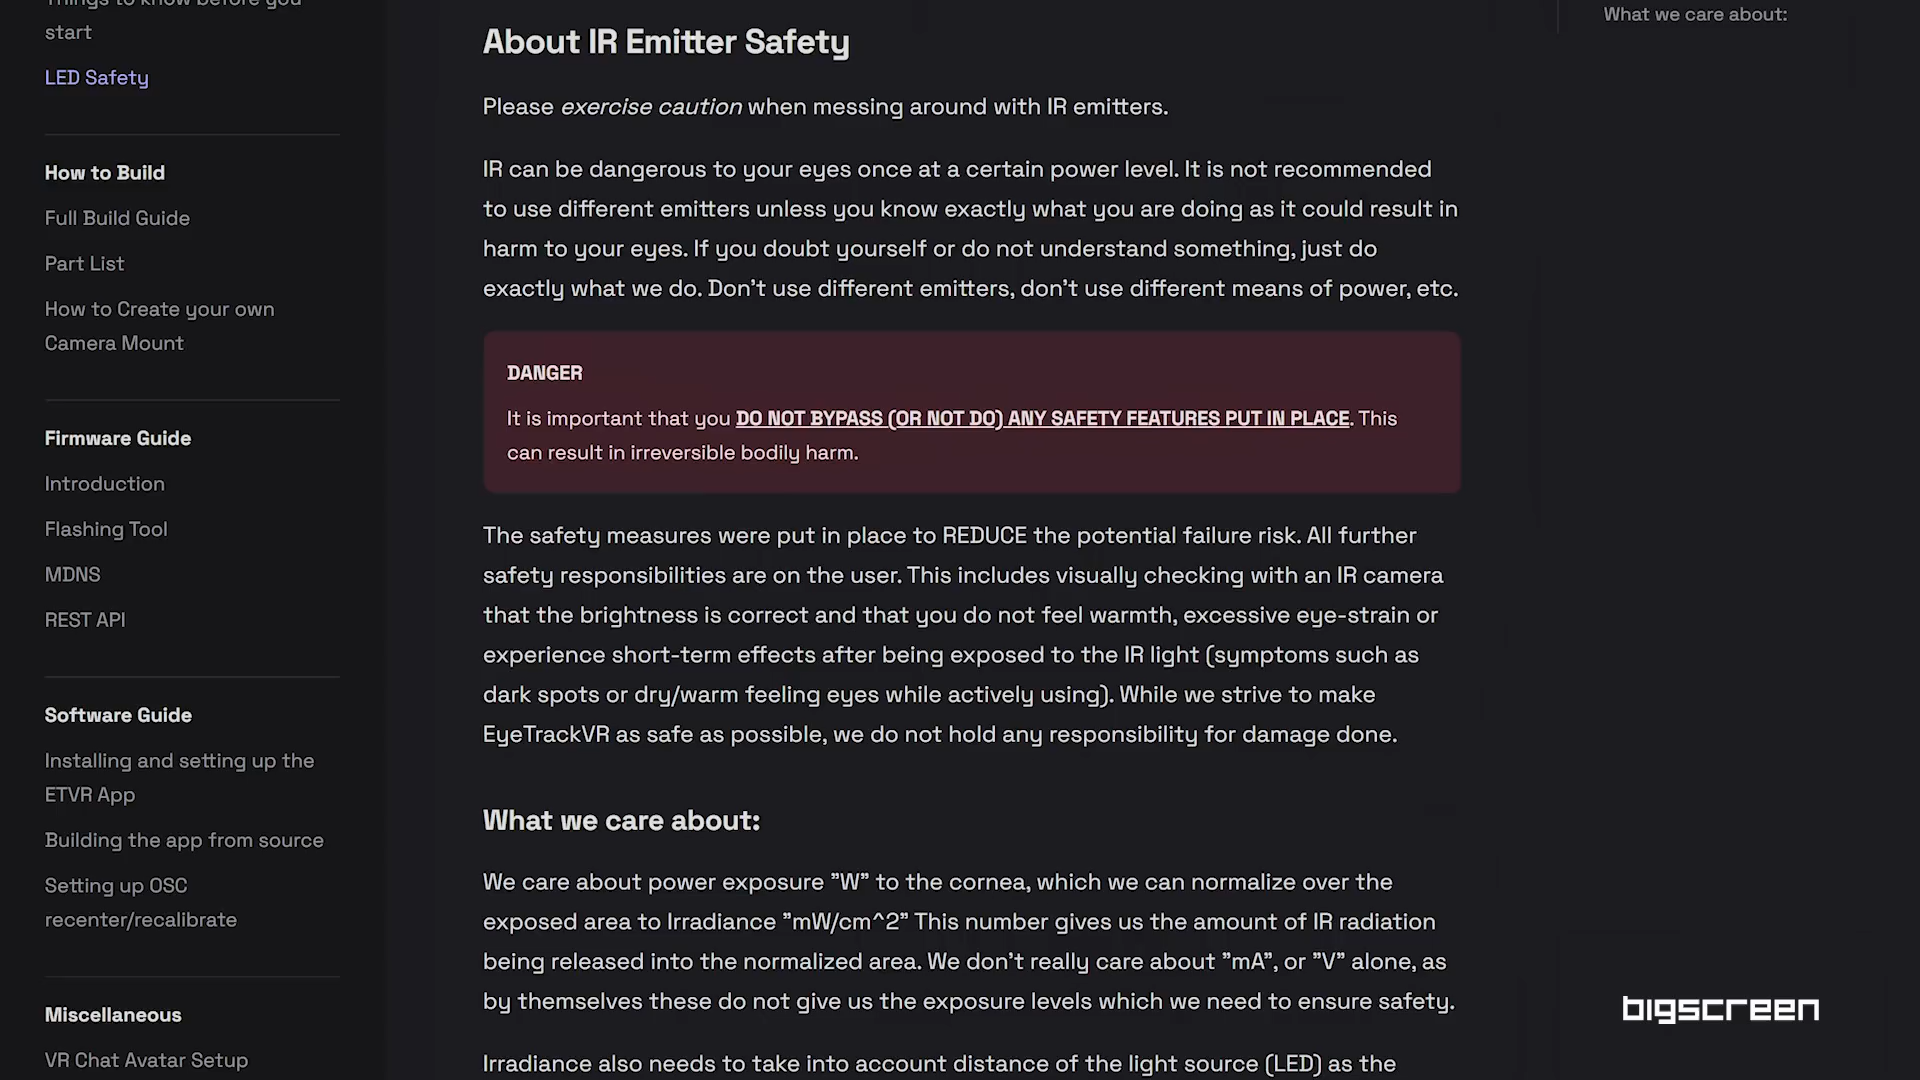 Things to know before you
start
LED Safety
How to Build
Full Build Guide
Part List
How to Create your own
Camera Mount
Firmware Guide
Introduction
Flashing Tool
MDNS
REST API
Software Guide
Installing and setting up the
ETVR App
Building the app from source
Setting up OSC
recenter/recalibrate
Miscellaneous
VR Chat Avatar Setup
About IR Emitter Safety
Please exercise caution when messing around with IR emitters.
IR can be dangerous to your eyes once at a certain power level. It is not recommended
to use different emitters unless you know exactly what you are doing as it could result in
harm to your eyes. If you doubt yourself or do not understand something, just do
exactly what we do. Don't use different emitters, don't use different means of power, etc.
DANGER
It is important that you DO NOT BYPASS (OR NOT DO) ANY SAFETY FEATURES PUT IN PLACE. This
can result in irreversible bodily harm.
The safety measures were put in place to REDUCE the potential failure risk. All further
safety responsibilities are on the user. This includes visually checking with an IR camera
that the brightness is correct and that you do not feel warmth, excessive eye-strain or
experience short-term effects after being exposed to the IR light (symptoms such as
dark spots or dry/warm feeling eyes while actively using). While we strive to make
EyeTrackVR as safe as possible, we do not hold any responsibility for damage done.
What we care about:
We care about power exposure "W" to the cornea, which we can normalize over the
exposed area to Irradiance "mW/cm^2" This number gives us the amount of IR radiation
being released into the normalized area. We don't really care about "mA", or "V" alone, as
by themselves these do not give us the exposure levels which we need to ensure safety.
Irradiance also needs to take into account distance of the light source (LED) as the
What we care about:
bigscreen